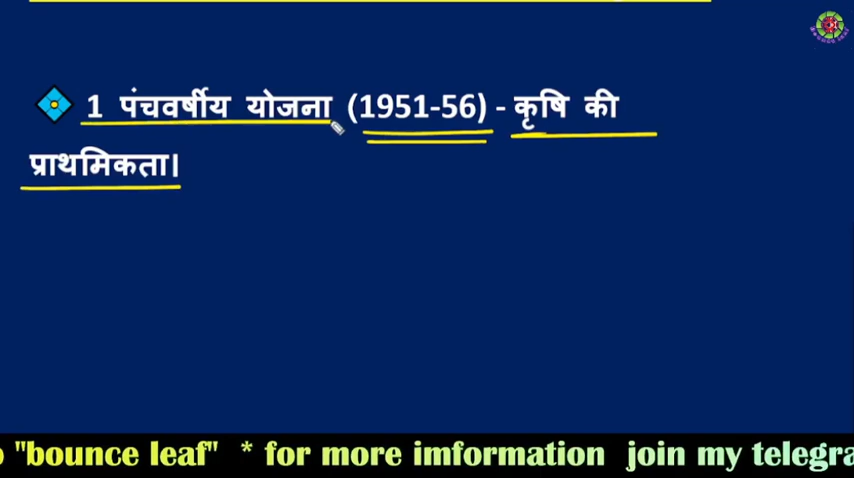 1 पंचवर्षीय योजना (1951-56) - कृषि की
प्राथमिकता।
"bounce leaf" * for more imformation join my telegra